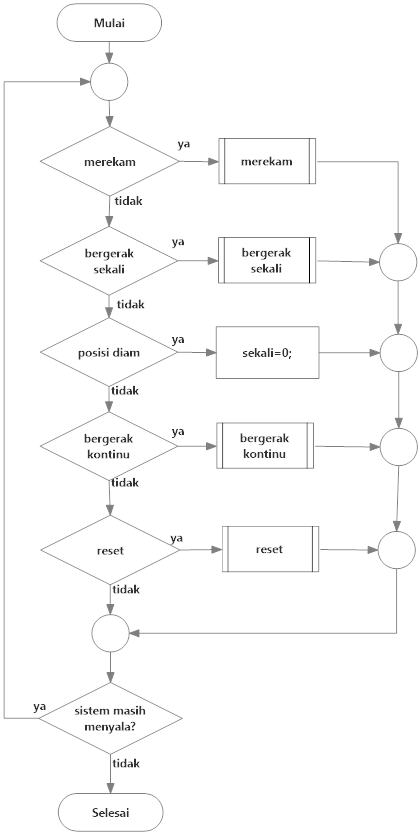 Mulai
ya
merekam
merekam
tidak
ya
bergerak
sekali
bergerak
sekali
tidak
ya
posisi diam
sekali=0;
tidak
ya
bergerak
kontinu
bergerak
kontinu
tidak
ya
reset
reset
tidak
ya
sistem masih
menyala?
tidak
Selesai